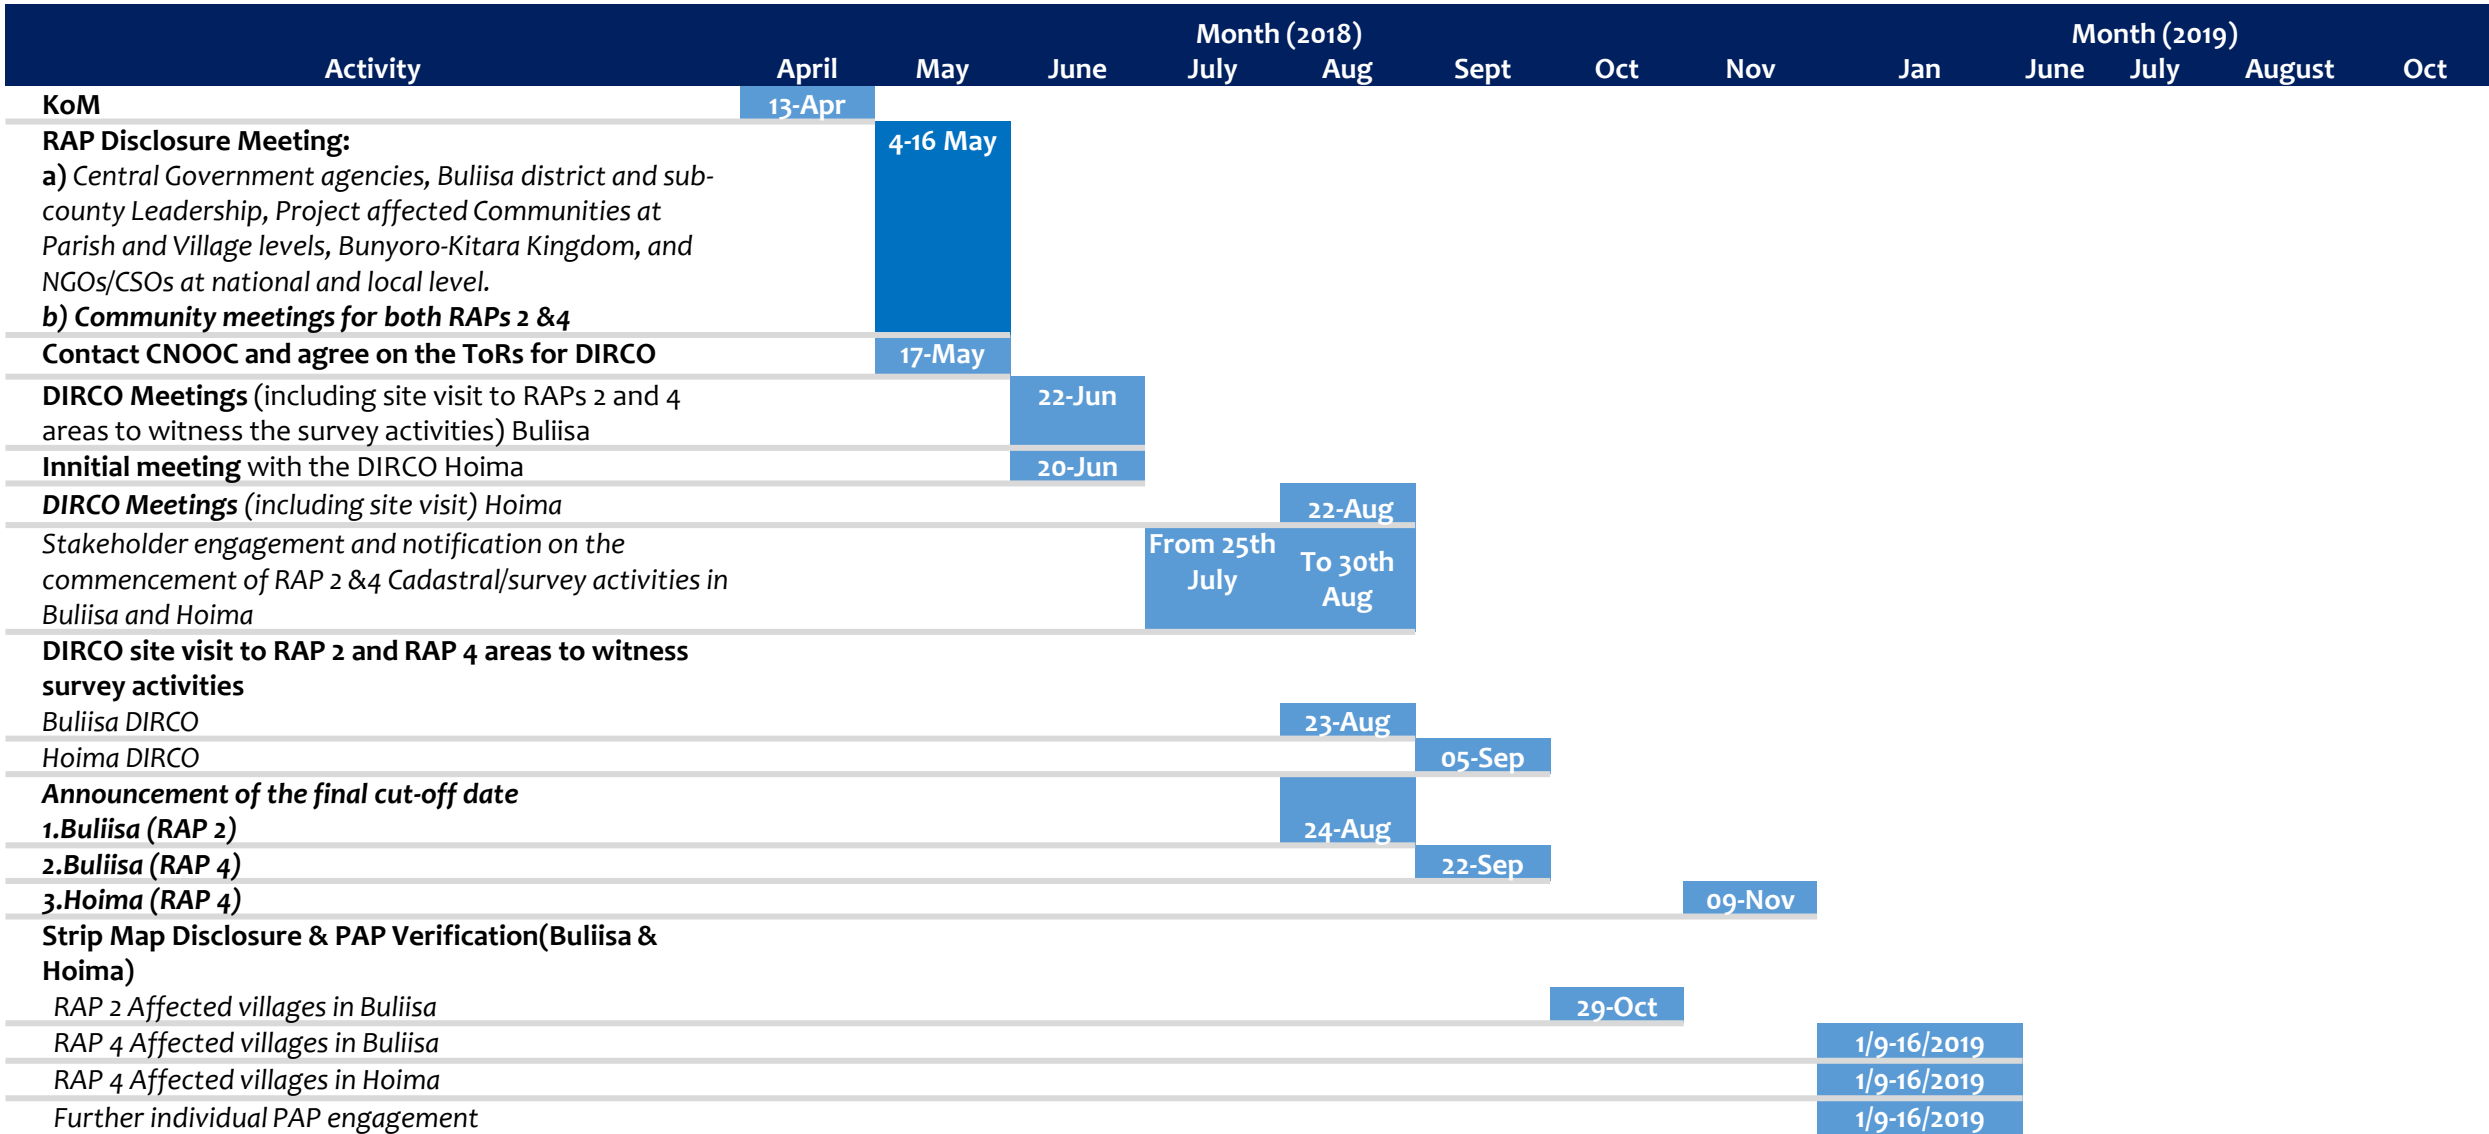 Month (2018) Month (2019)
Activity April May June July Aug Sept Oct Nov Jan June July August Oct
KoM 13-Apr
RAP Disclosure Meeting: 4-16 May
a) Central Government agencies, Buliisa district and sub-
county Leadership, Project affected Communities at
Parish and Village levels, Bunyoro-Kitara Kingdom, and
NGOs/CSOs at national and local level.
b) Community meetings for both RAPs 2 &4
Contact CNOOC and agree on the ToRs for DIRCO 17-May
DIRCO Meetings (including site visit to RAPs 2 and 4 22-Jun
areas to witness the survey activities) Buliisa
Innitial meeting with the DIRCO Hoima 20-Jun
DIRCO Meetings (including site visit) Hoima 22-Aug
Stakeholder engagement and notification on the
commencement of RAP 2 &4 Cadastral/survey activities in
Buliisa and Hoima
From 25th
July
To 30th
Aug
DIRCO site visit to RAP 2 and RAP 4 areas to witness
survey activities
Buliisa DIRCO 23-Aug
Hoima DIRCO 05-Sep
Announcement of the final cut-off date
1.Buliisa (RAP 2) 24-Aug
2.Buliisa (RAP 4) 22-Sep
3.Hoima (RAP 4) 09-Nov
Strip Map Disclosure & PAP Verification(Buliisa &
Hoima)
RAP 2 Affected villages in Buliisa 29-Oct
RAP 4 Affected villages in Buliisa 1/9-16/2019
RAP 4 Affected villages in Hoima 1/9-16/2019
Further individual PAP engagement 1/9-16/2019